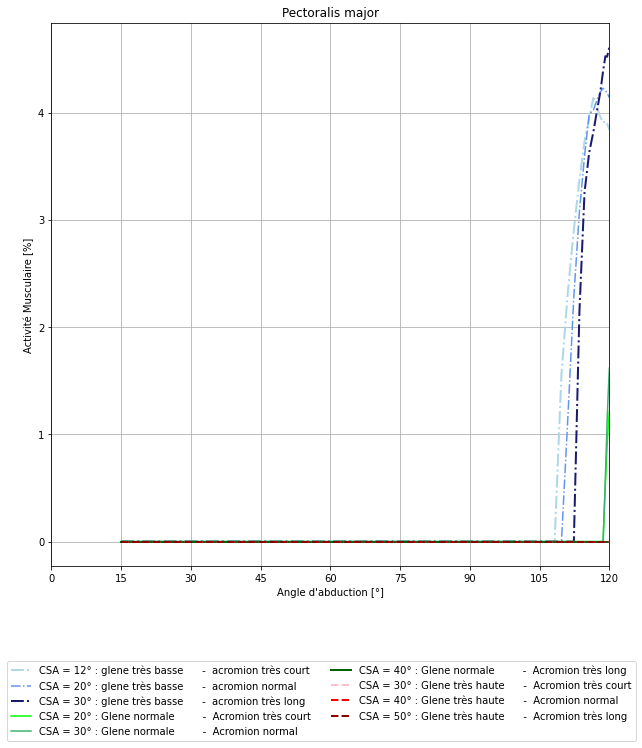 Pectoralis major
Activité Musculaire [%]
4
3
2
1
0
0 15 30 45 60 75 90 105 120
Angle d'abduction [°]
CSA = 12° : glene très basse - acromion très court
CSA = 20° : glene très basse - acromion normal
CSA = 30° : glene très basse - acromion très long
CSA = 20° : Glene normale - Acromion très court
CSA = 30° : Glene normale - Acromion normal
CSA = 40° : Glene normale - Acromion très long
CSA = 30° : Glene très haute - Acromion très court
CSA = 40° : Glene très haute - Acromion normal
CSA = 50° : Glene très haute - Acromion très long